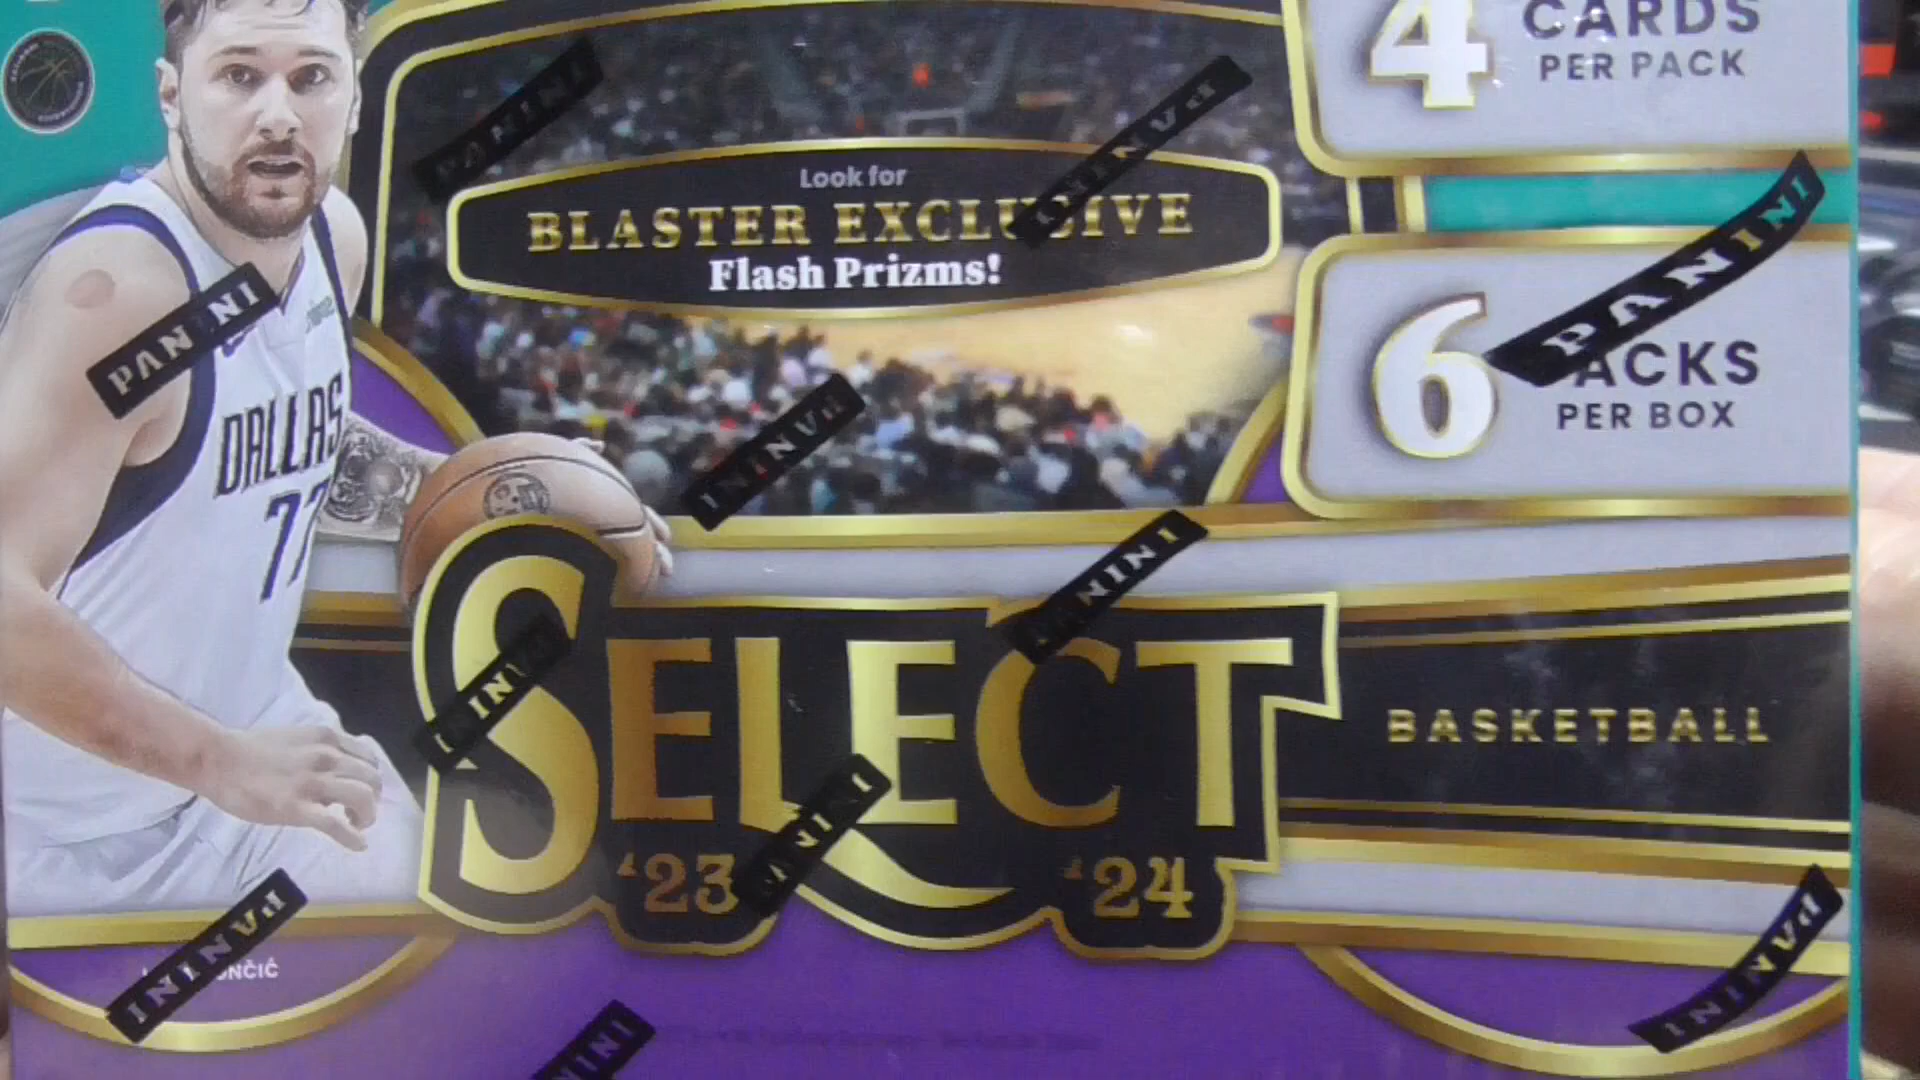 4 CARDS
PER PACK
Look for
BLASTER EXCLUSIVE
Flash Prizms!
6 PACKS
PER BOX
DALLAS
77
SELECT
'23 '24
BASKETBALL
PANINI
PANINI
PANINI
PANINI
PANINI
PANINI
PANINI
PANINI
PANINI
PANINI
PANINI